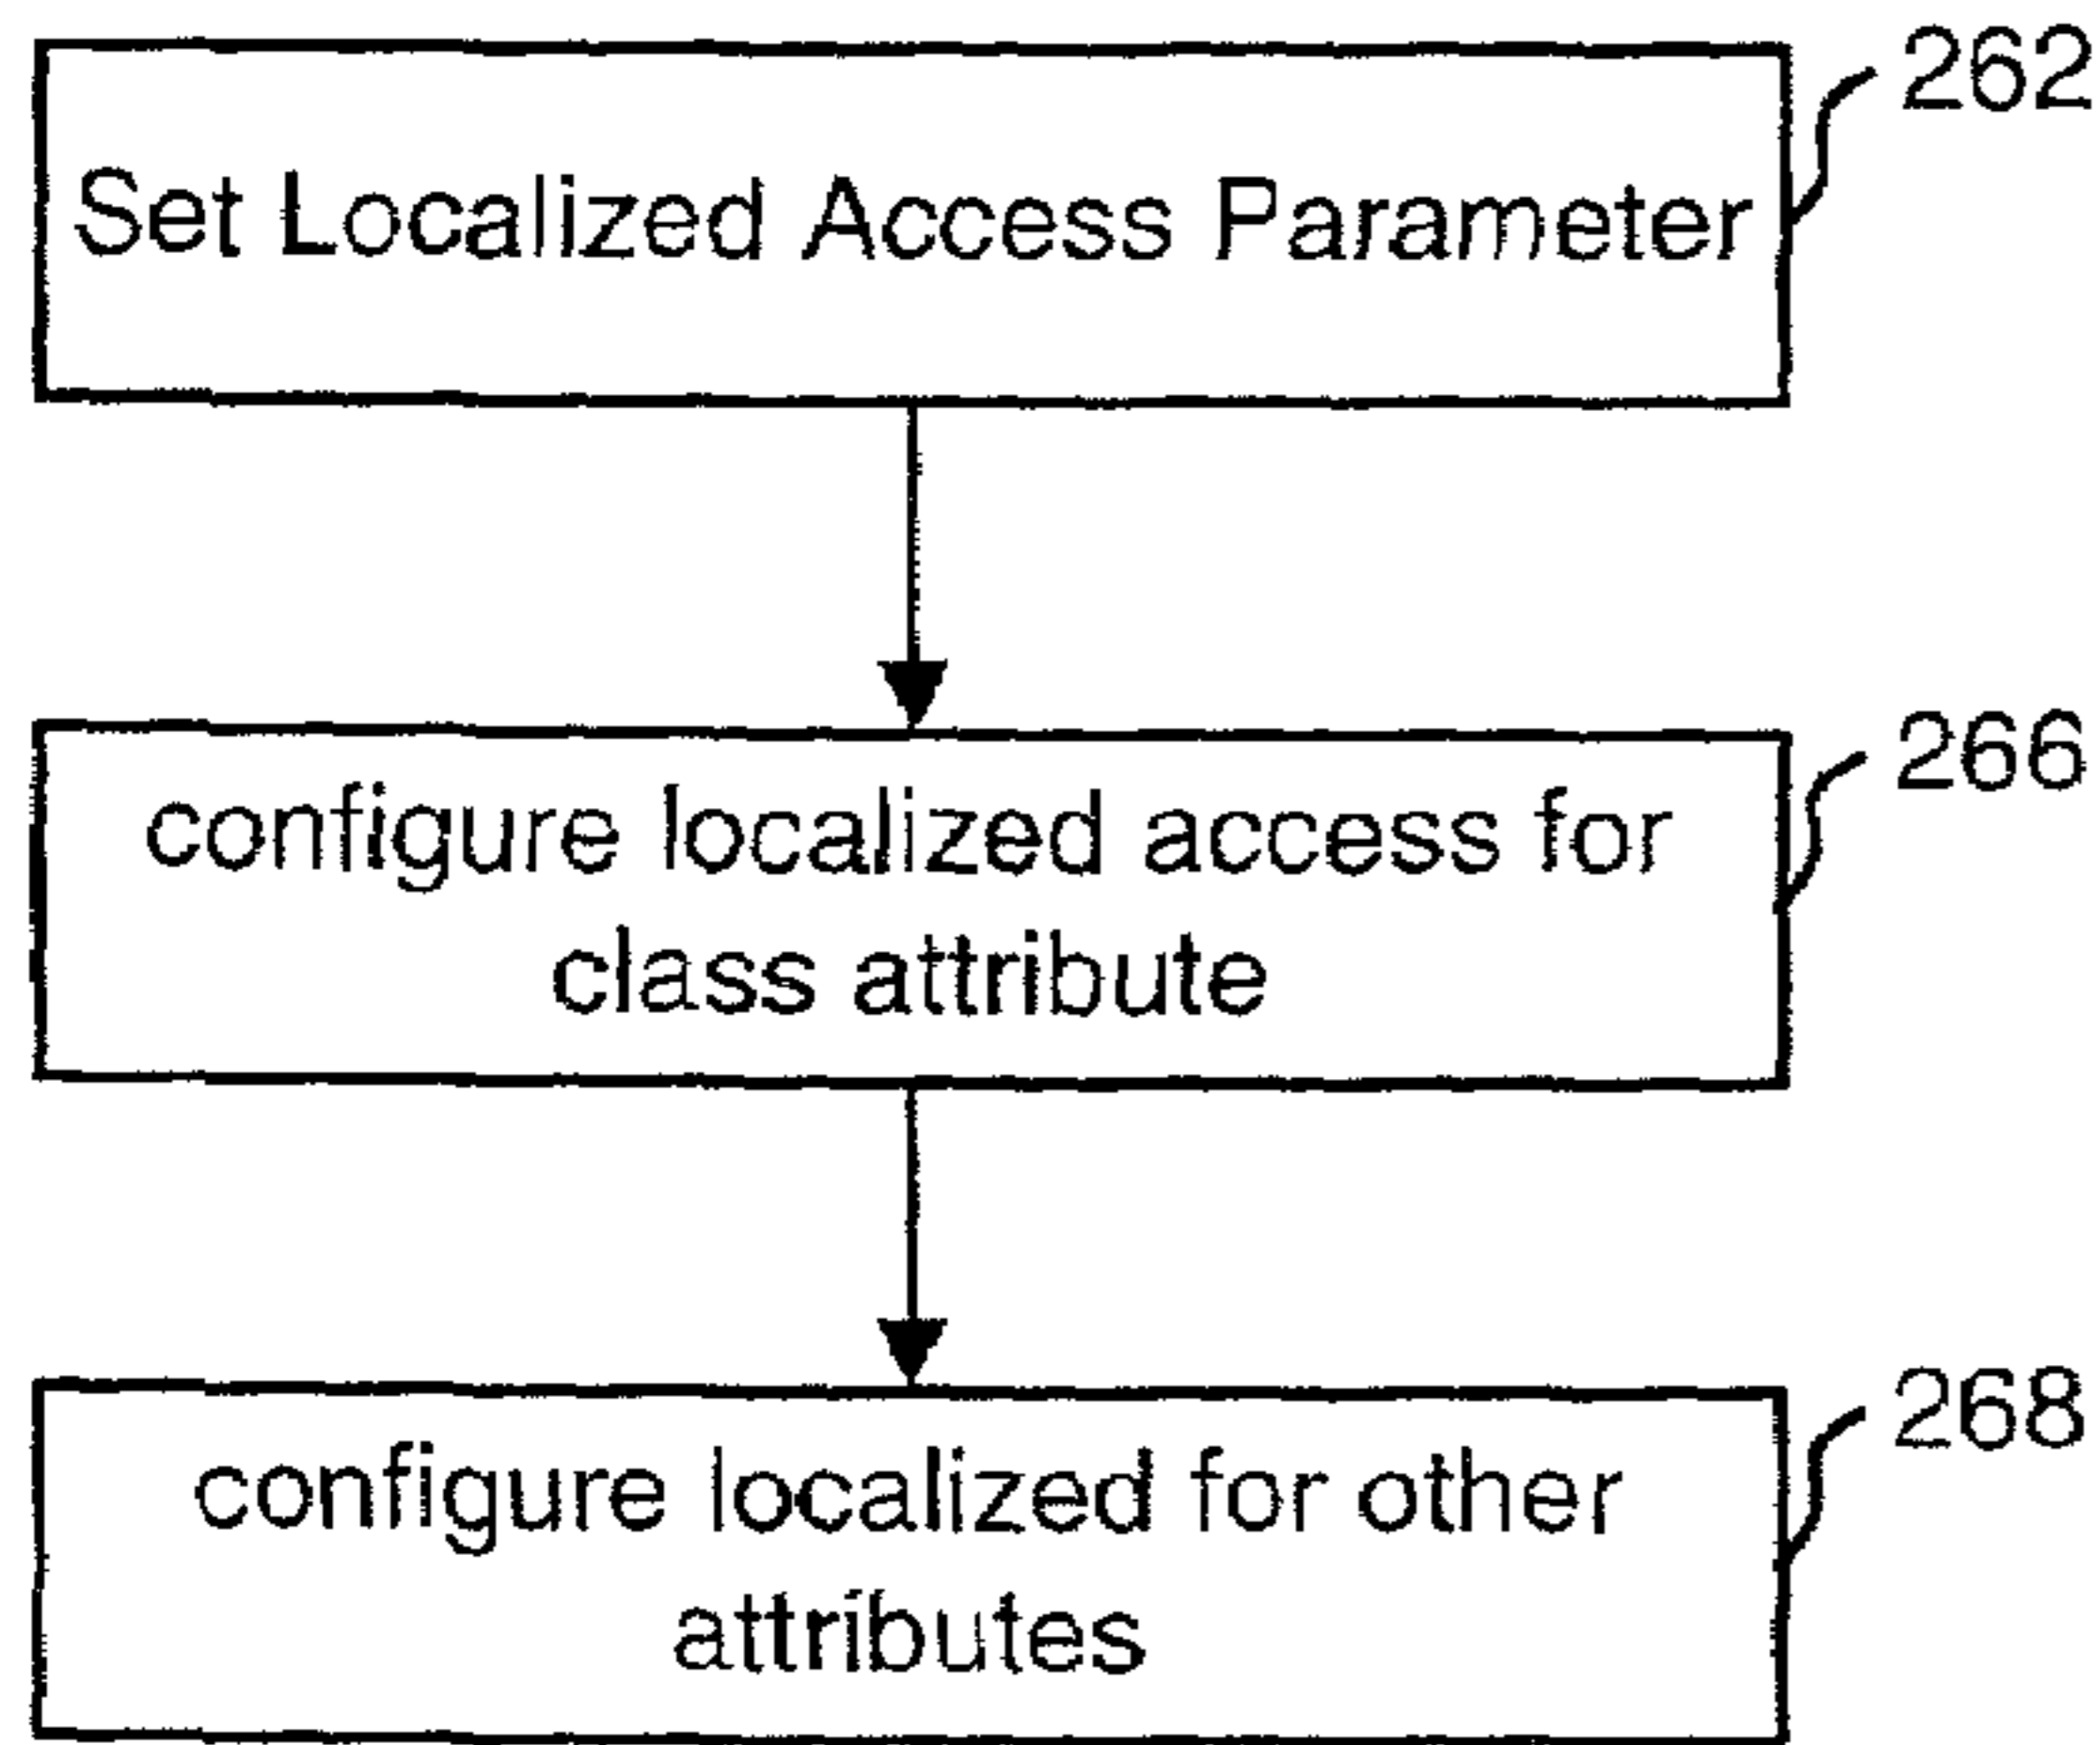 262
Set Localized Access Parameter
266
configure localized access for
class attribute
268
configure localized for other
attributes